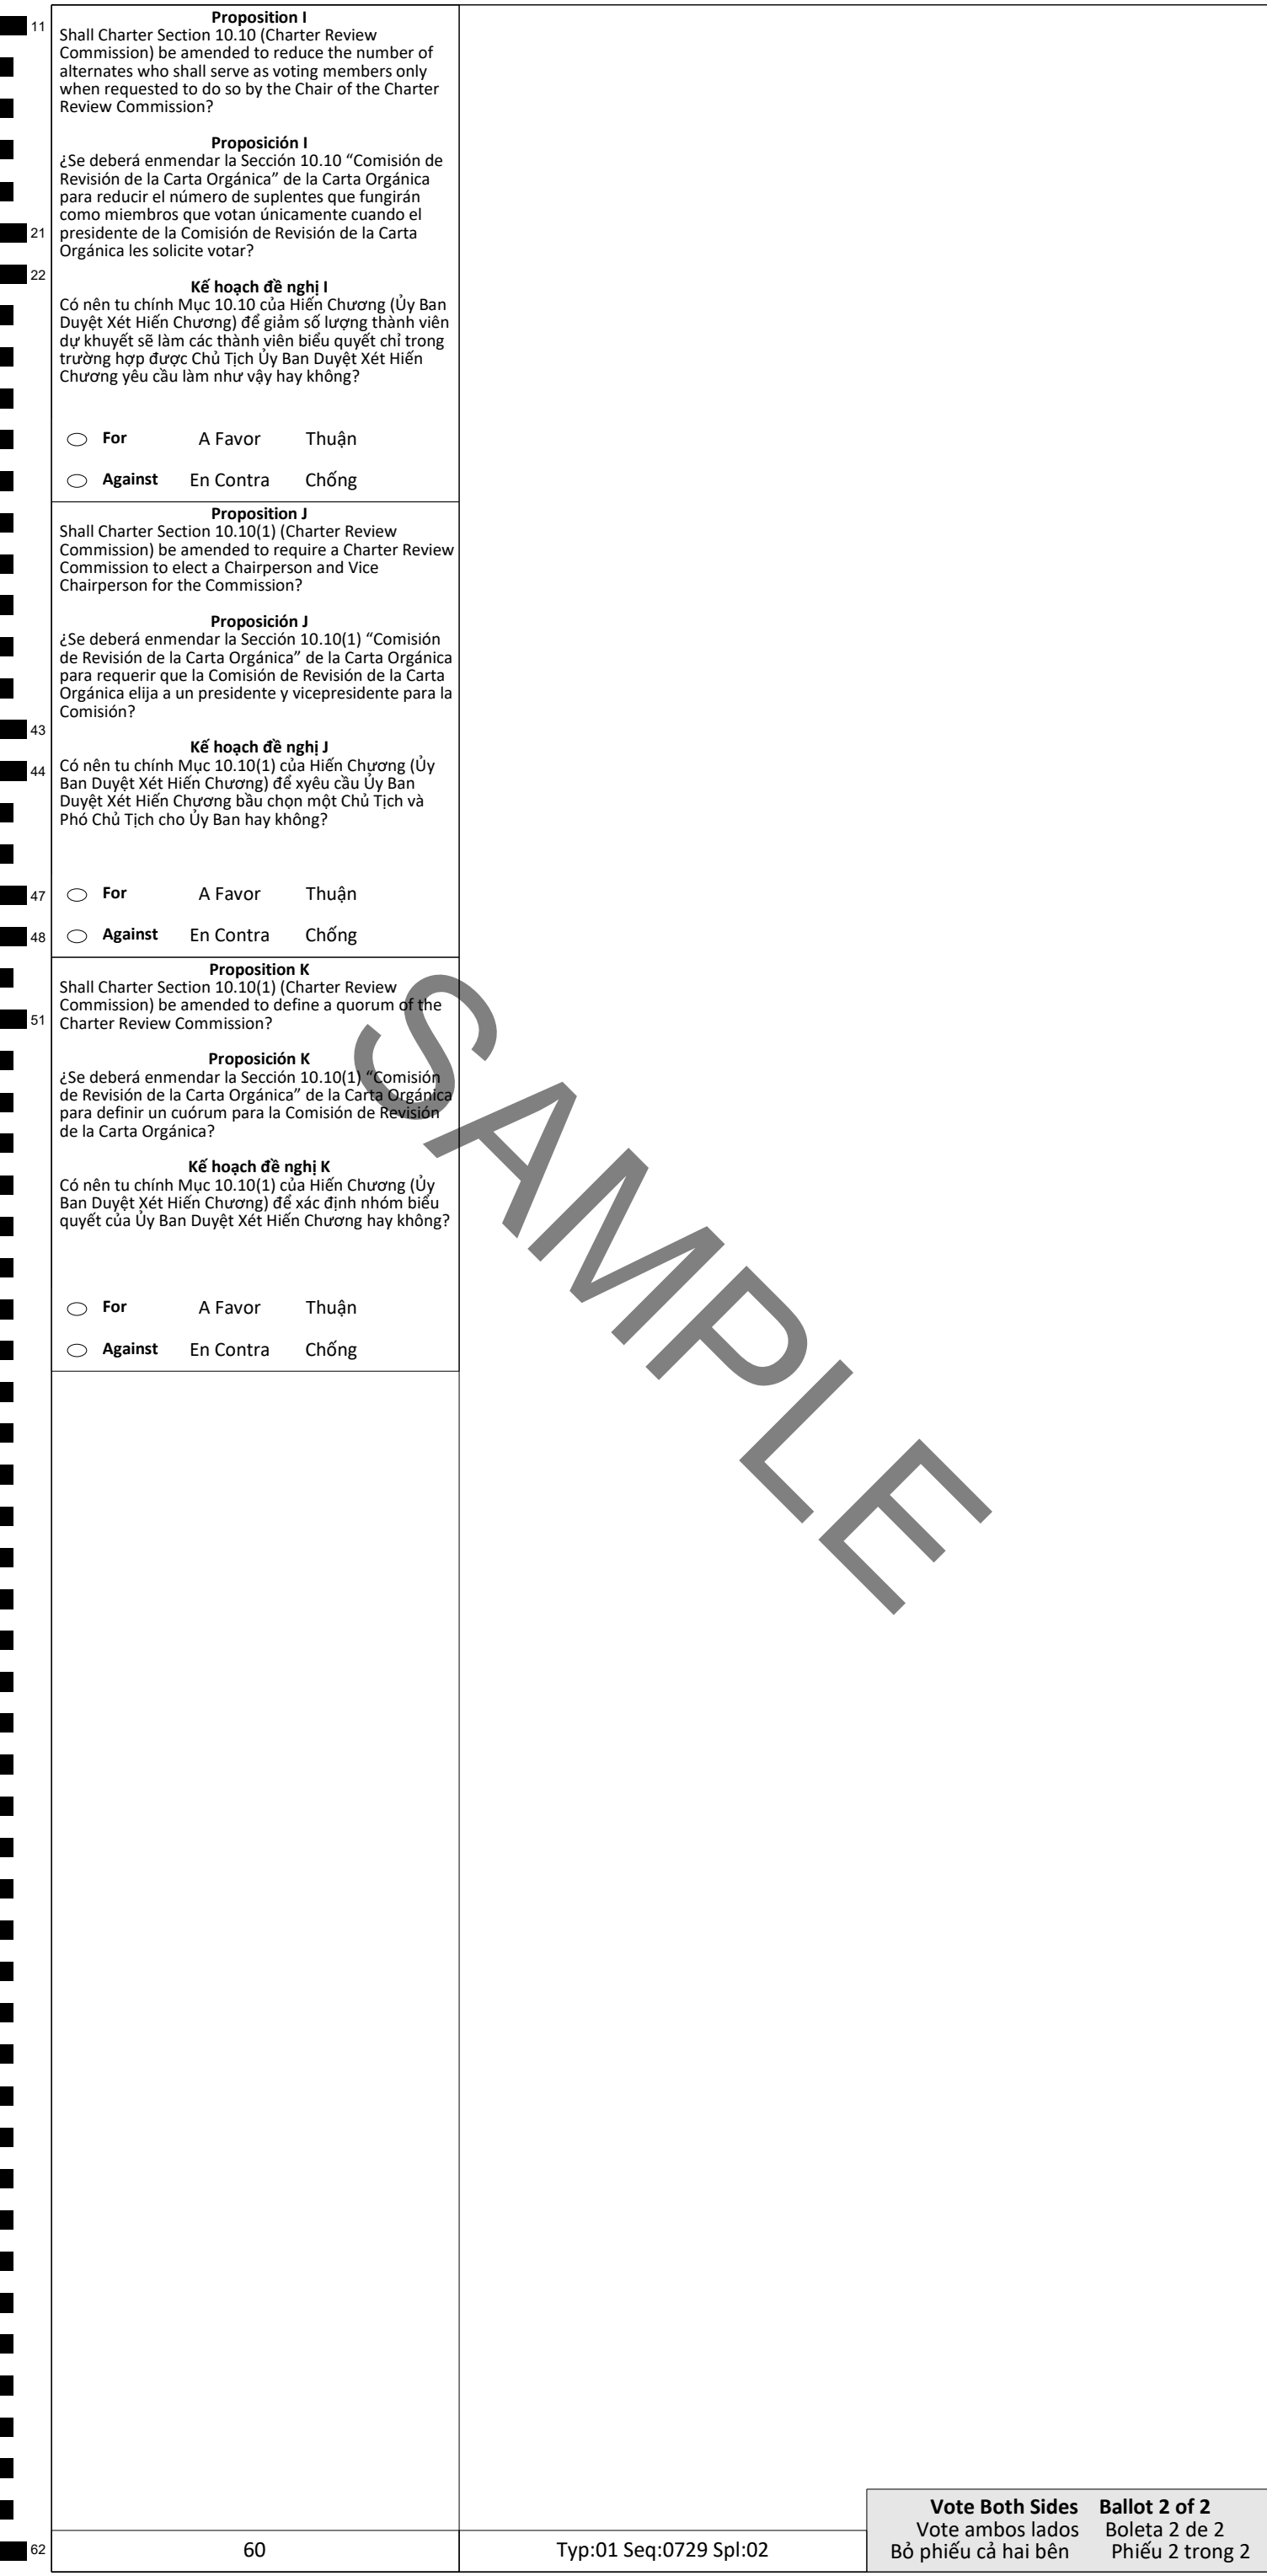 11
Proposition I
Shall Charter Section 10.10 (Charter Review
Commission) be amended to reduce the number of
alternates who shall serve as voting members only
when requested to do so by the Chair of the Charter
Review Commission?
Proposición I
¿Se deberá enmendar la Sección 10.10 “Comisión de
Revisión de la Carta Orgánica” de la Carta Orgánica
para reducir el número de suplentes que fungirán
como miembros que votan únicamente cuando el
21
presidente de la Comisión de Revisión de la Carta
Orgánica les solicite votar?
22
Kế hoạch đề nghị I
Có nên tu chính Mục 10.10 của Hiến Chương (Ủy Ban
Duyệt Xét Hiến Chương) để giảm số lượng thành viên
dự khuyết sẽ làm các thành viên biểu quyết chỉ trong
trường hợp được Chủ Tịch Ủy Ban Duyệt Xét Hiến
Chương yêu cầu làm như vậy hay không?
For A Favor Thuận
Against En Contra Chống
Proposition J
Shall Charter Section 10.10(1) (Charter Review
Commission) be amended to require a Charter Review
Commission to elect a Chairperson and Vice
Chairperson for the Commission?
Proposición J
¿Se deberá enmendar la Sección 10.10(1) “Comisión
de Revisión de la Carta Orgánica” de la Carta Orgánica
para requerir que la Comisión de Revisión de la Carta
Orgánica elija a un presidente y vicepresidente para la
Comisión?
43
Kế hoạch đề nghị J
44
Có nên tu chính Mục 10.10(1) của Hiến Chương (Ủy
Ban Duyệt Xét Hiến Chương) để xyêu cầu Ủy Ban
Duyệt Xét Hiến Chương bầu chọn một Chủ Tịch và
Phó Chủ Tịch cho Ủy Ban hay không?
47
For A Favor Thuận
48
Against En Contra Chống
Proposition K
Shall Charter Section 10.10(1) (Charter Review
Commission) be amended to define a quorum of the
51
Charter Review Commission?
Proposición K
¿Se deberá enmendar la Sección 10.10(1) “Comisión
de Revisión de la Carta Orgánica” de la Carta Orgánica
para definir un cuórum para la Comisión de Revisión
de la Carta Orgánica?
Kế hoạch đề nghị K
Có nên tu chính Mục 10.10(1) của Hiến Chương (Ủy
Ban Duyệt Xét Hiến Chương) để xác định nhóm biểu
quyết của Ủy Ban Duyệt Xét Hiến Chương hay không?
For A Favor Thuận
Against En Contra Chống
SAMPLE
62
60
Typ:01 Seq:0729 Spl:02
Vote Both Sides Ballot 2 of 2
Vote ambos lados Boleta 2 de 2
Bỏ phiếu cả hai bên Phiếu 2 trong 2